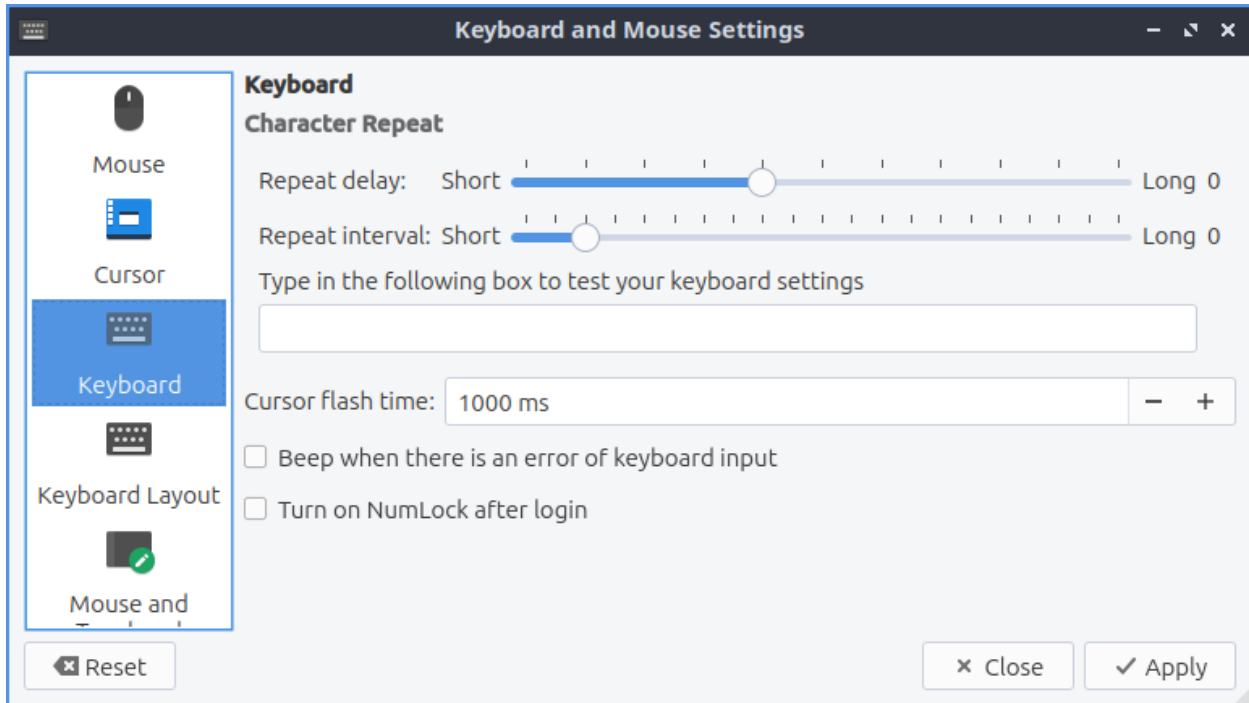 Keyboard and Mouse Settings
Mouse
Cursor
Keyboard
Keyboard Layout
Mouse and
Keyboard
Character Repeat
Repeat delay: Short Long 0
Repeat interval: Short Long 0
Type in the following box to test your keyboard settings
Cursor flash time: 1000 ms − +
Beep when there is an error of keyboard input
Turn on NumLock after login
Reset
Close
Apply